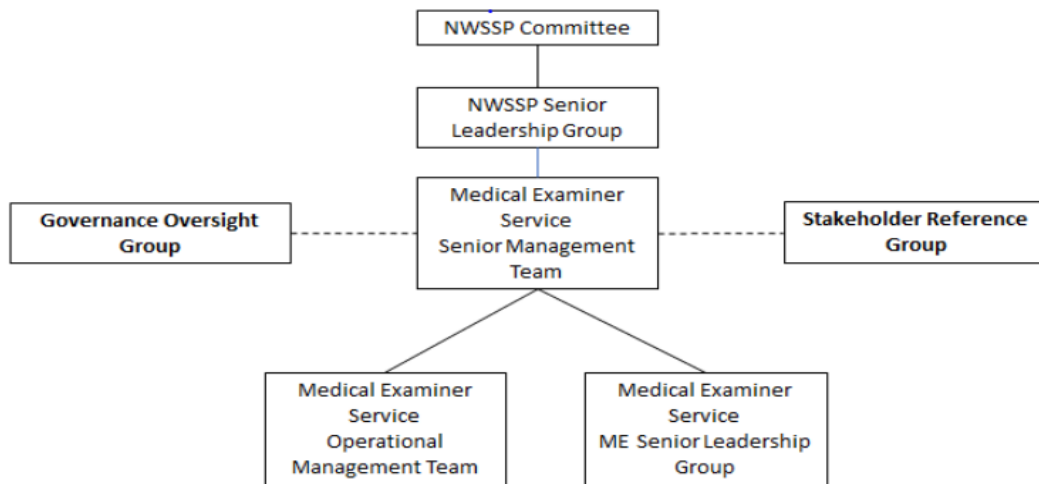 NWSSP Committee
NWSSP Senior
Leadership Group
Medical Examiner
Service
Senior Management
Team
Governance Oversight
Group
Stakeholder Reference
Group
Medical Examiner
Service
Operational
Management Team
Medical Examiner
Service
ME Senior Leadership
Group